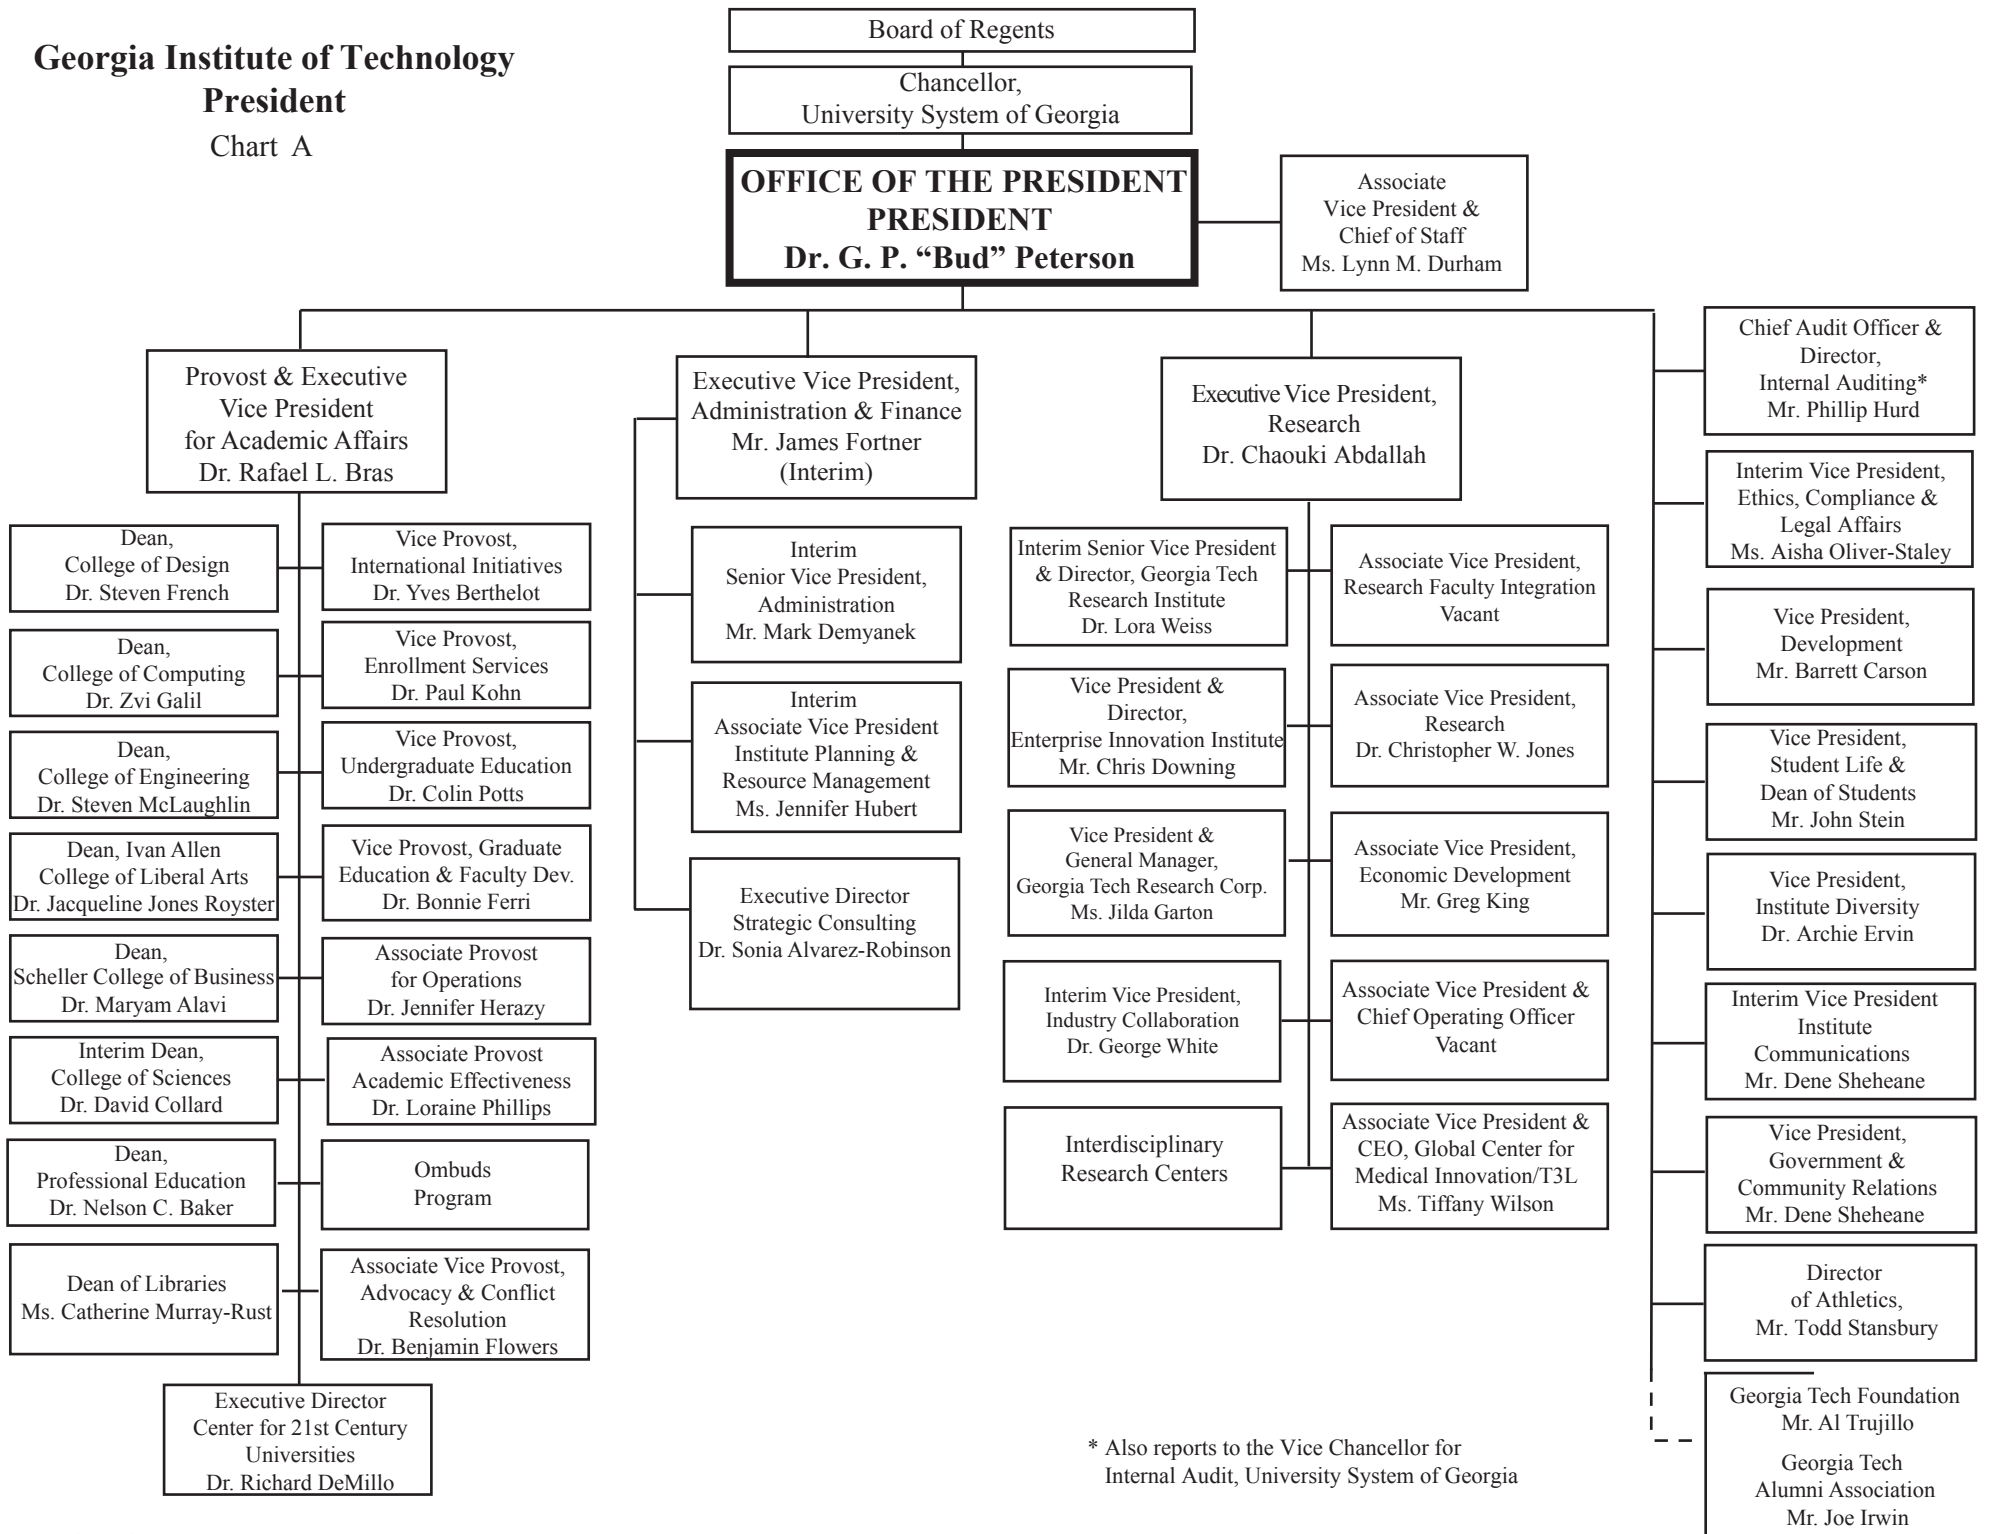 Georgia Institute of Technology
President
Chart A
Board of Regents
Chancellor,
University System of Georgia
OFFICE OF THE PRESIDENT
PRESIDENT
Dr. G. P. “Bud” Peterson
Associate
Vice President &
Chief of Staff
Ms. Lynn M. Durham
Provost & Executive
Vice President
for Academic Affairs
Dr. Rafael L. Bras
Dean,
College of Design
Dr. Steven French
Vice Provost,
International Initiatives
Dr. Yves Berthelot
Dean,
College of Computing
Dr. Zvi Galil
Vice Provost,
Enrollment Services
Dr. Paul Kohn
Dean,
College of Engineering
Dr. Steven McLaughlin
Vice Provost,
Undergraduate Education
Dr. Colin Potts
Dean, Ivan Allen
College of Liberal Arts
Dr. Jacqueline Jones Royster
Vice Provost, Graduate
Education & Faculty Dev.
Dr. Bonnie Ferri
Dean,
Scheller College of Business
Dr. Maryam Alavi
Associate Provost
for Operations
Dr. Jennifer Herazy
Interim Dean,
College of Sciences
Dr. David Collard
Associate Provost
Academic Effectiveness
Dr. Loraine Phillips
Dean,
Professional Education
Dr. Nelson C. Baker
Ombuds
Program
Dean of Libraries
Ms. Catherine Murray-Rust
Associate Vice Provost,
Advocacy & Conflict
Resolution
Dr. Benjamin Flowers
Executive Director
Center for 21st Century
Universities
Dr. Richard DeMillo
Executive Vice President,
Administration & Finance
Mr. James Fortner
(Interim)
Interim
Senior Vice President,
Administration
Mr. Mark Demyanek
Interim
Associate Vice President
Institute Planning &
Resource Management
Ms. Jennifer Hubert
Executive Director
Strategic Consulting
Dr. Sonia Alvarez-Robinson
Executive Vice President,
Research
Dr. Chaouki Abdallah
Interim Senior Vice President
& Director, Georgia Tech
Research Institute
Dr. Lora Weiss
Associate Vice President,
Research Faculty Integration
Vacant
Vice President &
Director,
Enterprise Innovation Institute
Mr. Chris Downing
Associate Vice President,
Research
Dr. Christopher W. Jones
Vice President &
General Manager,
Georgia Tech Research Corp.
Ms. Jilda Garton
Associate Vice President,
Economic Development
Mr. Greg King
Interim Vice President,
Industry Collaboration
Dr. George White
Associate Vice President &
Chief Operating Officer
Vacant
Interdisciplinary
Research Centers
Associate Vice President &
CEO, Global Center for
Medical Innovation/T3L
Ms. Tiffany Wilson
Chief Audit Officer &
Director,
Internal Auditing*
Mr. Phillip Hurd
Interim Vice President,
Ethics, Compliance &
Legal Affairs
Ms. Aisha Oliver-Staley
Vice President,
Development
Mr. Barrett Carson
Vice President,
Student Life &
Dean of Students
Mr. John Stein
Vice President,
Institute Diversity
Dr. Archie Ervin
Interim Vice President
Institute
Communications
Mr. Dene Sheheane
Vice President,
Government &
Community Relations
Mr. Dene Sheheane
Director
of Athletics,
Mr. Todd Stansbury
Georgia Tech Foundation
Mr. Al Trujillo
Georgia Tech
Alumni Association
Mr. Joe Irwin
* Also reports to the Vice Chancellor for
Internal Audit, University System of Georgia